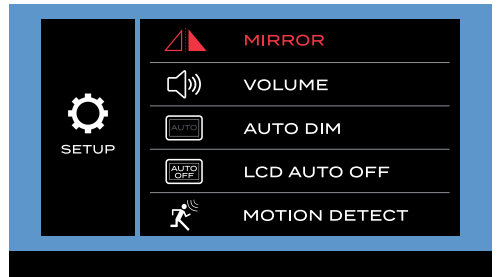 MIRROR
VOLUME
AUTO
AUTO DIM
SETUP
AUTO
OFF
LCD AUTO OFF
MOTION DETECT